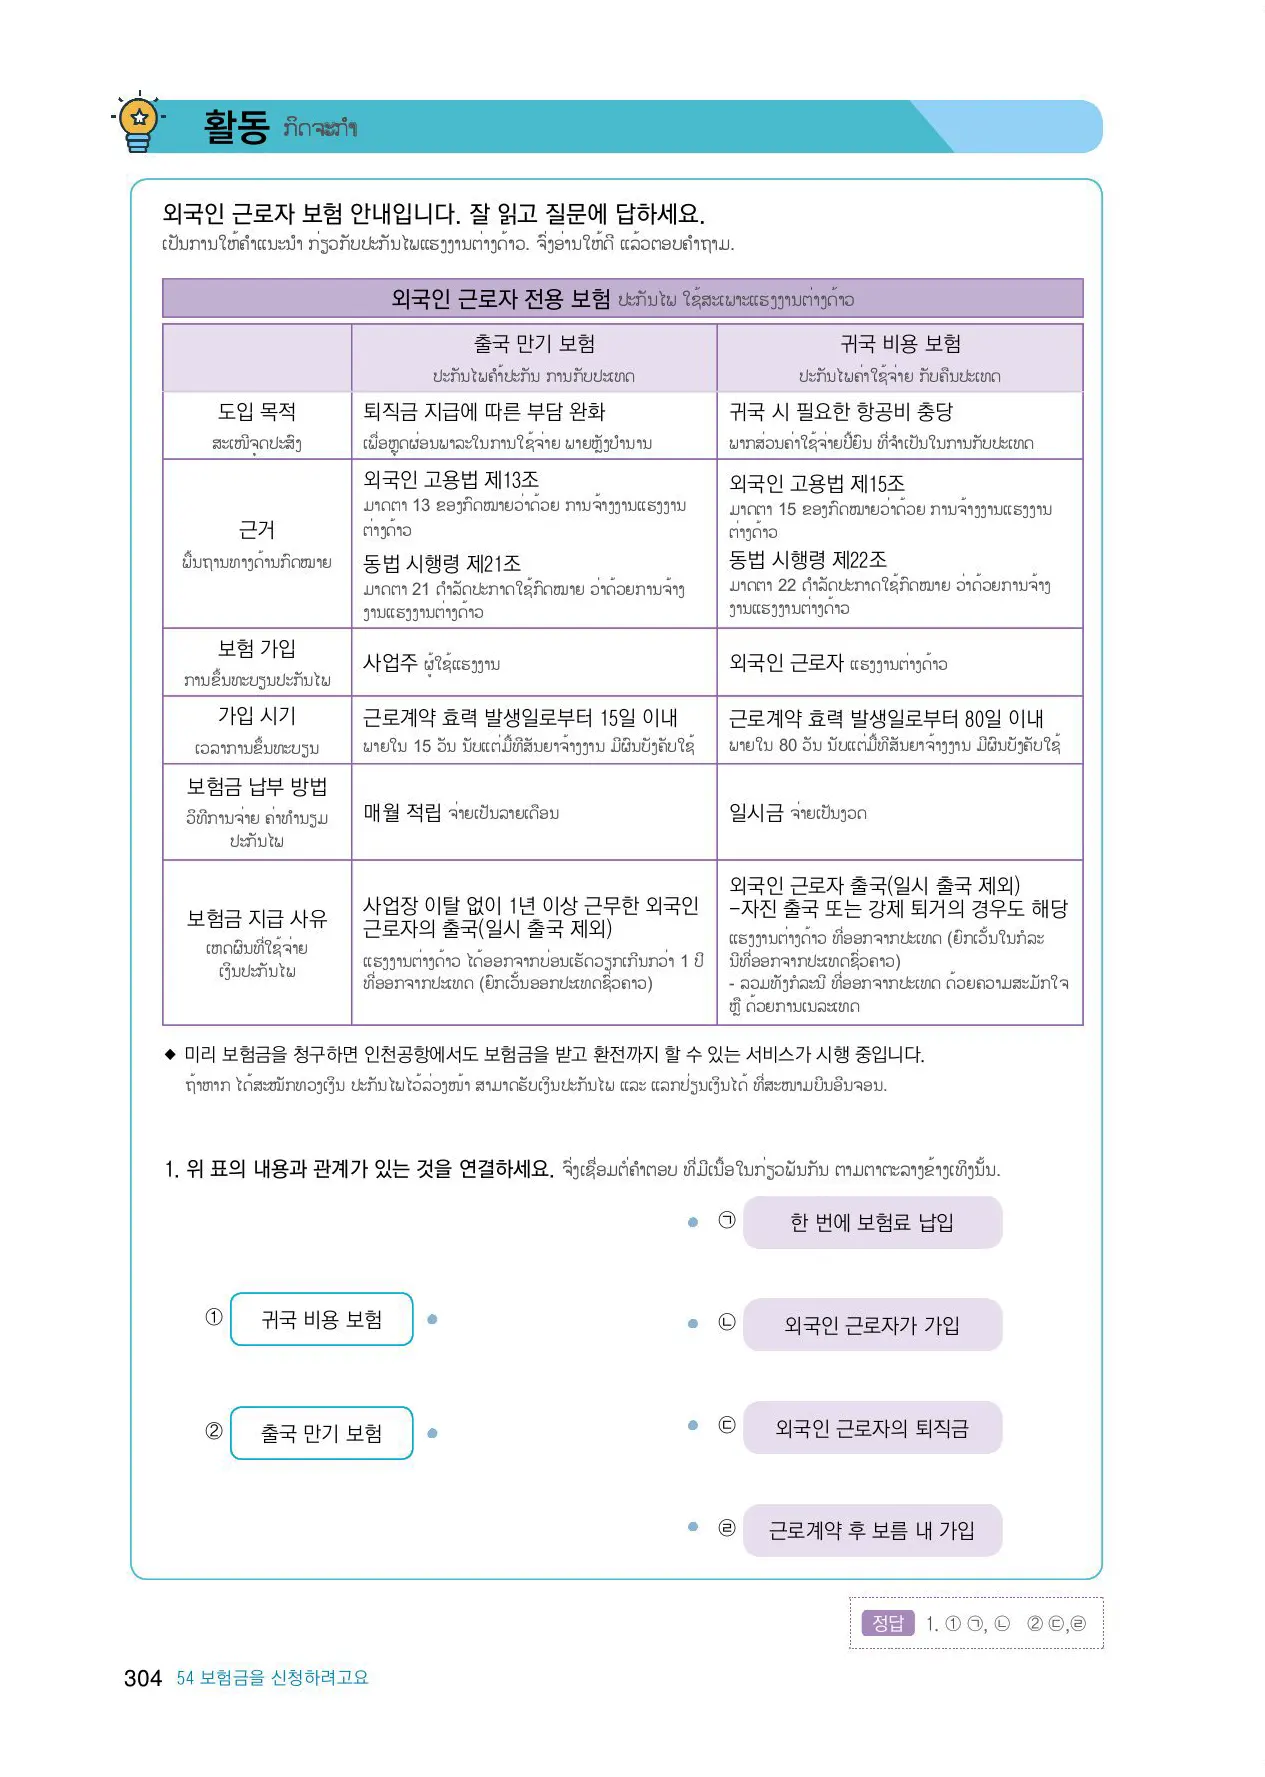 활동 ກິດຈະກຳ
외국인 근로자 보험 안내입니다. 잘 읽고 질문에 답하세요.
ເປັນການໃຫ້ຄຳແນະນຳ ກ່ຽວກັບປະກັນໄພແຮງງານຕ່າງດ້າວ. ຈົ່ງອ່ານໃຫ້ດີ ແລ້ວຕອບຄຳຖາມ.
외국인 근로자 전용 보험 ປະກັນໄພ ໃຊ້ສະເພາະແຮງງານຕ່າງດ້າວ
출국 만기 보험
ປະກັນໄພຄ້ຳປະກັນ ການກັບປະເທດ
귀국 비용 보험
ປະກັນໄພຄ່າໃຊ້ຈ່າຍ ກັບຄືນປະເທດ
도입 목적
ສະເໜີຈຸດປະສົງ
퇴직금 지급에 따른 부담 완화
ເພື່ອຫຼຸດຜ່ອນພາລະໃນການໃຊ້ຈ່າຍ ພາຍຫຼັງບຳນານ
귀국 시 필요한 항공비 충당
ພາກສ່ວນຄ່າໃຊ້ຈ່າຍປີ້ຍົນ ທີ່ຈຳເປັນໃນການກັບປະເທດ
근거
ພື້ນຖານທາງດ້ານກົດໝາຍ
외국인 고용법 제13조
ມາດຕາ 13 ຂອງກົດໝາຍວ່າດ້ວຍ ການຈ້າງງານແຮງງານ
ຕ່າງດ້າວ
동법 시행령 제21조
ມາດຕາ 21 ດຳລັດປະກາດໃຊ້ກົດໝາຍ ວ່າດ້ວຍການຈ້າງ
ງານແຮງງານຕ່າງດ້າວ
외국인 고용법 제15조
ມາດຕາ 15 ຂອງກົດໝາຍວ່າດ້ວຍ ການຈ້າງງານແຮງງານ
ຕ່າງດ້າວ
동법 시행령 제22조
ມາດຕາ 22 ດຳລັດປະກາດໃຊ້ກົດໝາຍ ວ່າດ້ວຍການຈ້າງ
ງານແຮງງານຕ່າງດ້າວ
보험 가입
ການຂຶ້ນທະບຽນປະກັນໄພ
사업주 ຜູ້ໃຊ້ແຮງງານ
외국인 근로자 ແຮງງານຕ່າງດ້າວ
가입 시기
ເວລາການຂຶ້ນທະບຽນ
근로계약 효력 발생일로부터 15일 이내
ພາຍໃນ 15 ວັນ ນັບແຕ່ມື້ທີສັນຍາຈ້າງງານ ມີຜົນບັງຄັບໃຊ້
근로계약 효력 발생일로부터 80일 이내
ພາຍໃນ 80 ວັນ ນັບແຕ່ມື້ທີສັນຍາຈ້າງງານ ມີຜົນບັງຄັບໃຊ້
보험금 납부 방법
ວິທີການຈ່າຍ ຄ່າທຳນຽມ
ປະກັນໄພ
매월 적립 ຈ່າຍເປັນລາຍເດືອນ
일시금 ຈ່າຍເປັນງວດ
보험금 지급 사유
ເຫດຜົນທີ່ໃຊ້ຈ່າຍ
ເງິນປະກັນໄພ
사업장 이탈 없이 1년 이상 근무한 외국인
근로자의 출국(일시 출국 제외)
ແຮງງານຕ່າງດ້າວ ໄດ້ອອກຈາກບ່ອນເຮັດວຽກເກີນກວ່າ 1 ປີ
ທີ່ອອກຈາກປະເທດ (ຍົກເວັ້ນອອກປະເທດຊົ່ວຄາວ)
외국인 근로자 출국(일시 출국 제외)
-자진 출국 또는 강제 퇴거의 경우도 해당
ແຮງງານຕ່າງດ້າວ ທີ່ອອກຈາກປະເທດ (ຍົກເວັ້ນໃນກໍລະ
ນີທີ່ອອກຈາກປະເທດຊົ່ວຄາວ)
- ລວມທັງກໍລະນີ ທີ່ອອກຈາກປະເທດ ດ້ວຍຄວາມສະມັກໃຈ
ຫຼື ດ້ວຍການເນລະເທດ
◆ 미리 보험금을 청구하면 인천공항에서도 보험금을 받고 환전까지 할 수 있는 서비스가 시행 중입니다.
ຖ້າຫາກ ໄດ້ສະໝັກທວງເງິນ ປະກັນໄພໄວ້ລ່ວງໜ້າ ສາມາດຮັບເງິນປະກັນໄພ ແລະ ແລກປ່ຽນເງິນໄດ້ ທີ່ສະໜາມບິນອິນຈອນ.
1. 위 표의 내용과 관계가 있는 것을 연결하세요. ຈົ່ງເຊື່ອມຕໍ່ຄຳຕອບ ທີ່ມີເນື້ອໃນກ່ຽວພັນກັນ ຕາມຕາຕະລາງຂ້າງເທິງນັ້ນ.
㉠ 한 번에 보험료 납입
① 귀국 비용 보험
㉡ 외국인 근로자가 가입
② 출국 만기 보험
㉢ 외국인 근로자의 퇴직금
㉣ 근로계약 후 보름 내 가입
정답 1. ① ㉠, ㉡ ② ㉢,㉣
304 54 보험금을 신청하려고요